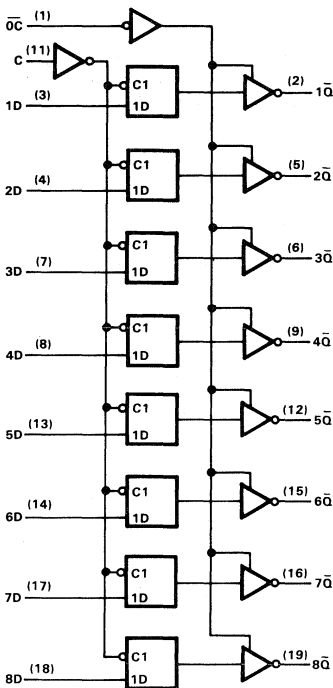 O̅C̅ (1)
C (11)
C1 (2) 1Q̅
1D (3) 1D
C1 (5) 2Q̅
2D (4) 1D
C1 (6) 3Q̅
3D (7) 1D
C1 (9) 4Q̅
4D (8) 1D
C1 (12) 5Q̅
5D (13) 1D
C1 (15) 6Q̅
6D (14) 1D
C1 (16) 7Q̅
7D (17) 1D
C1 (19) 8Q̅
8D (18) 1D